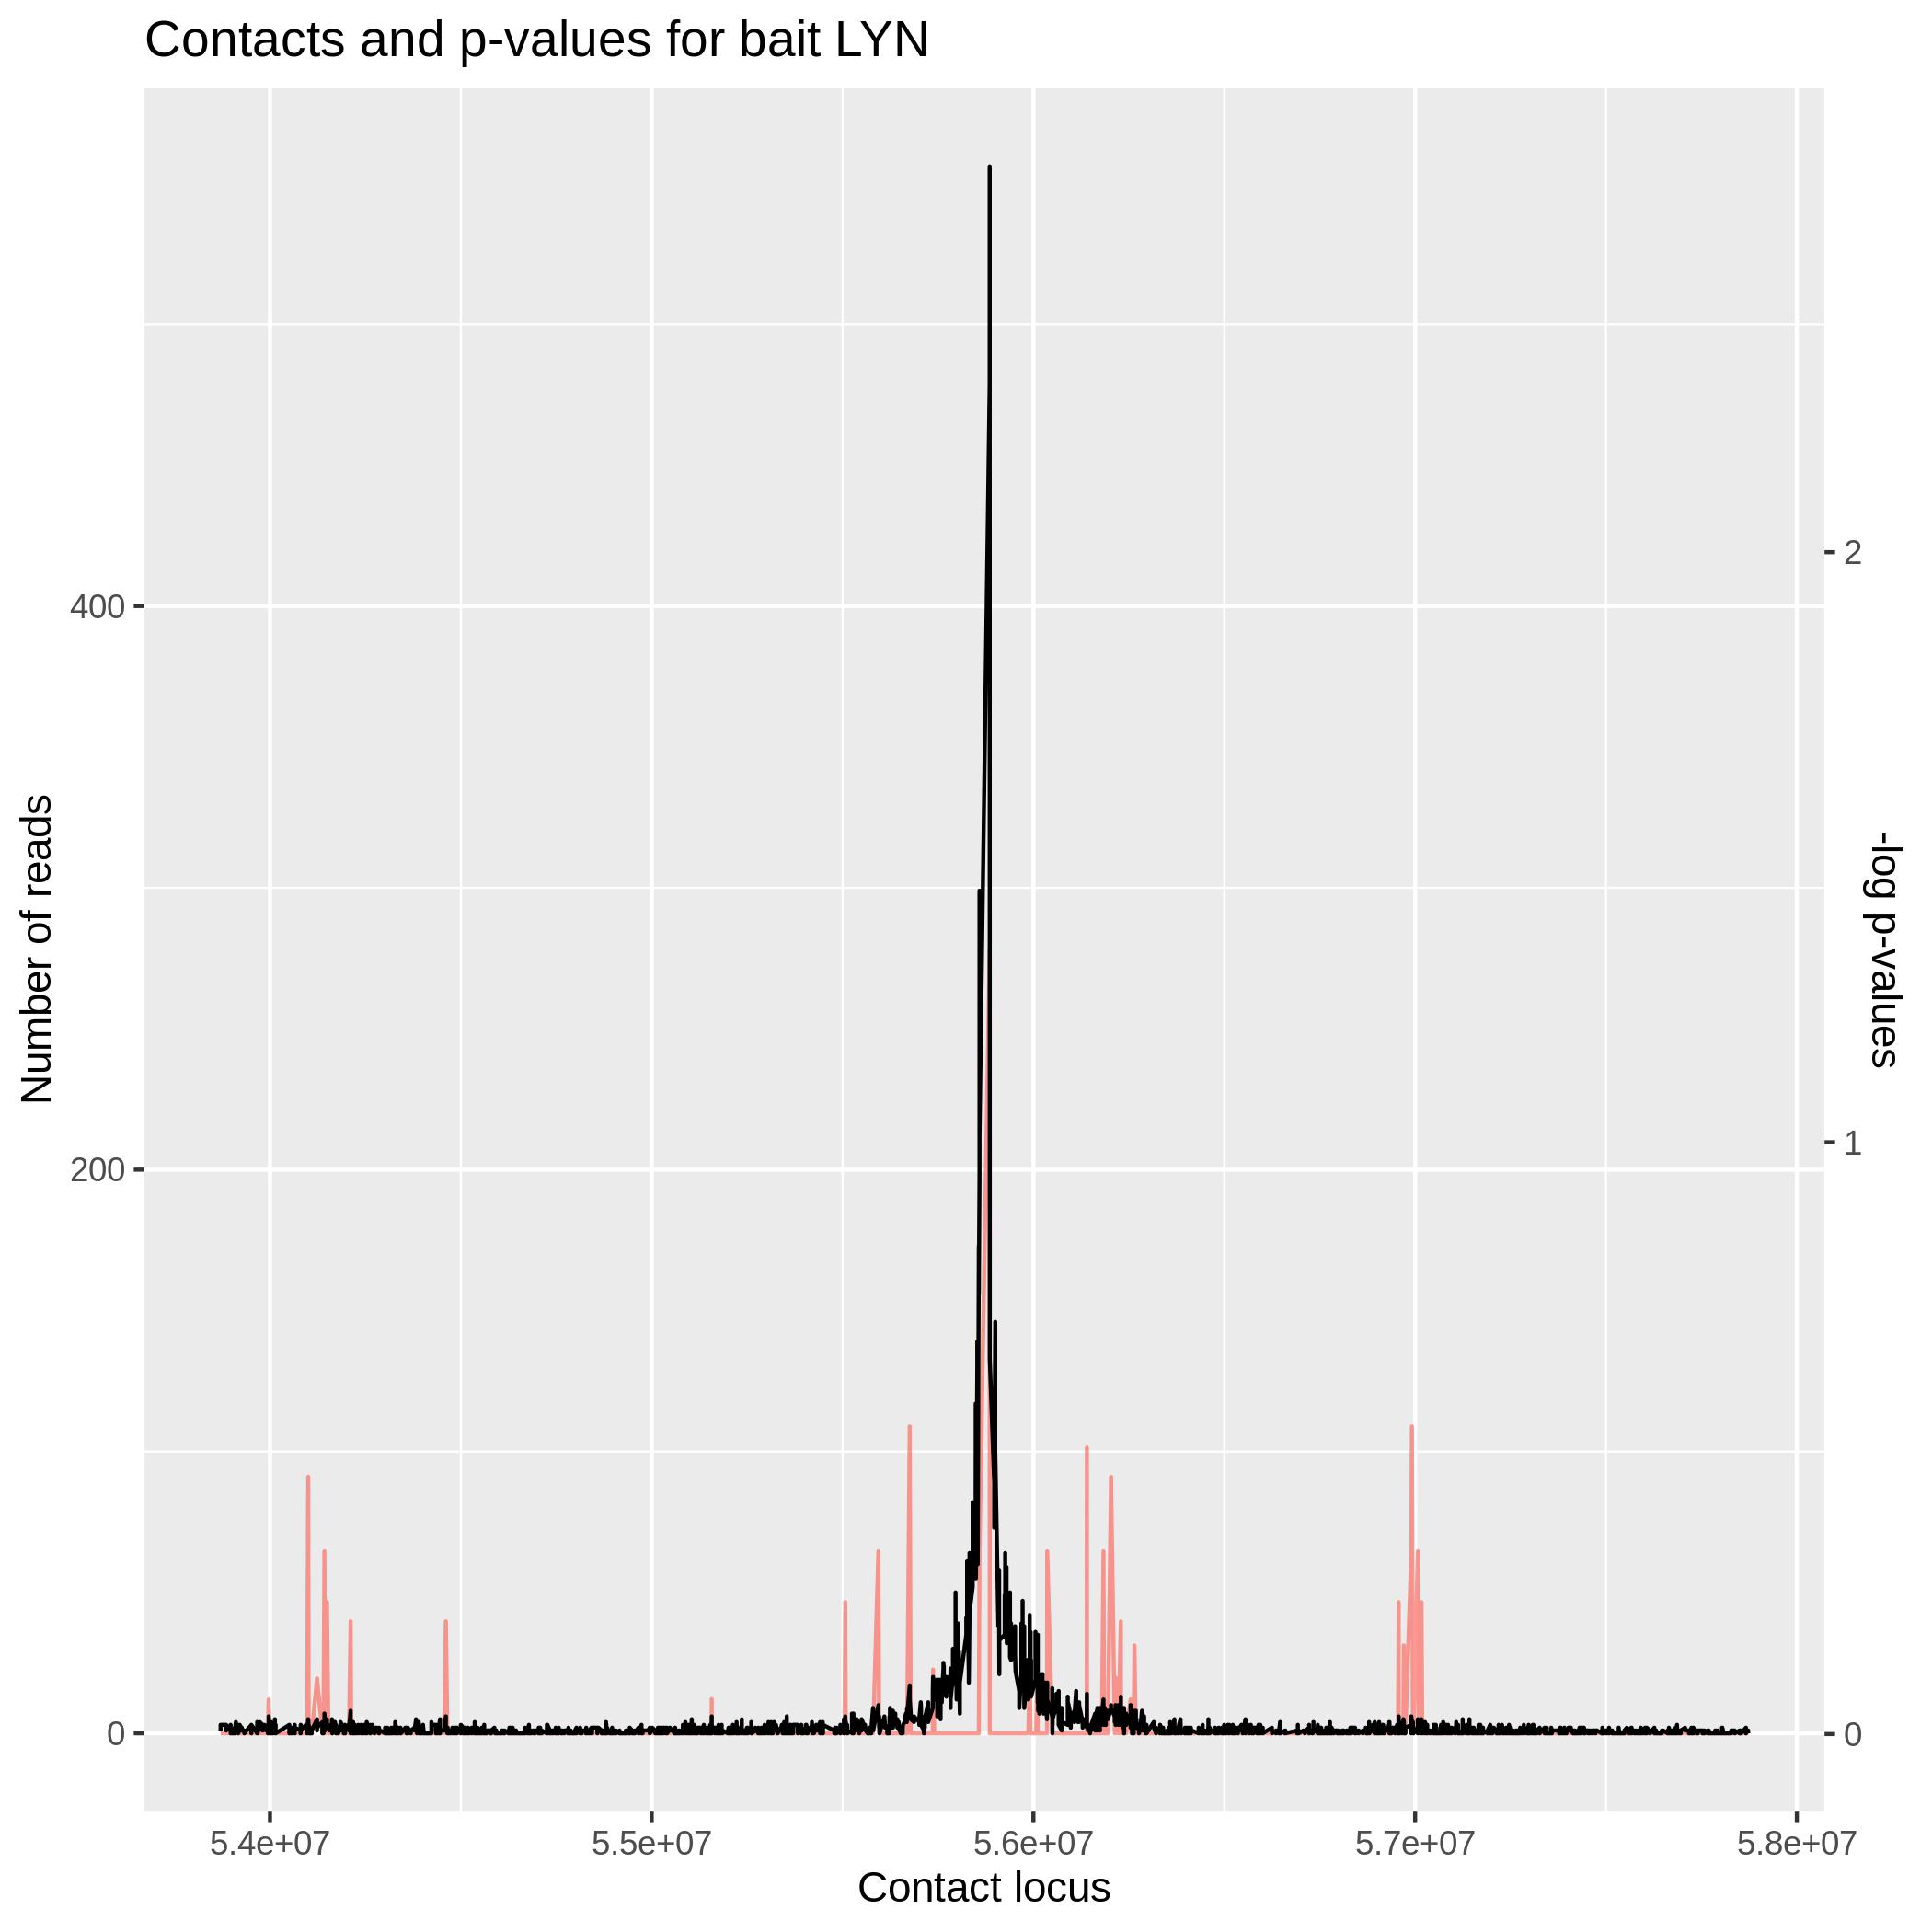 Contacts and p-values for bait LYN
Number of reads
400
200
0
2
1
0
-log p-values
5.4e+07
5.5e+07
5.6e+07
5.7e+07
5.8e+07
Contact locus